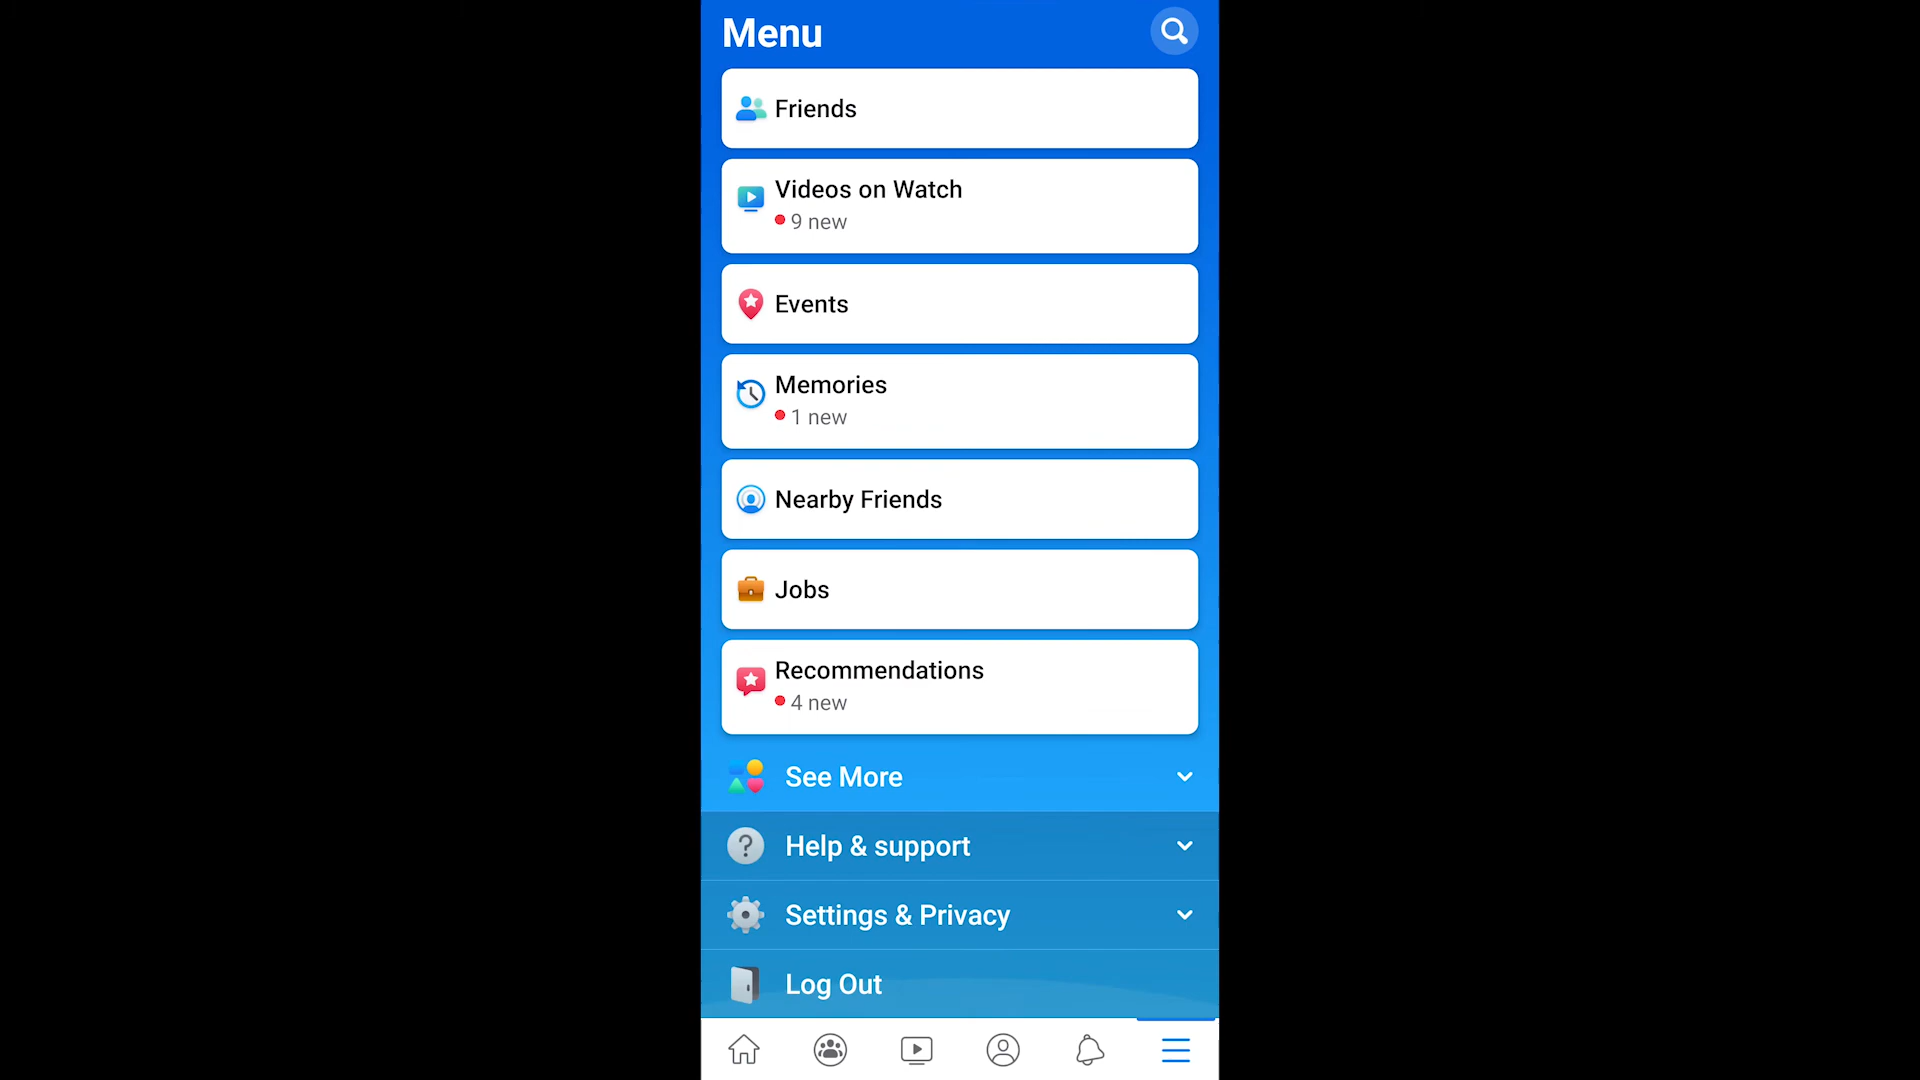 Menu
Friends
Videos on Watch
9 new
Events
Memories
1 new
Nearby Friends
Jobs
Recommendations
4 new
See More
Help & support
Settings & Privacy
Log Out